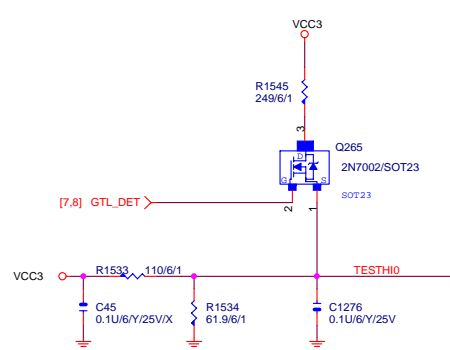 VCC3
R1545
249/6/1
3
Q265
D
2N7002/SOT23
G
S
SOT23
[7,8] GTL_DET
2
1
VCC3
R1533 110/6/1
TESTHI0
C45
0.1U/6/Y/25V/X
R1534
61.9/6/1
C1276
0.1U/6/Y/25V